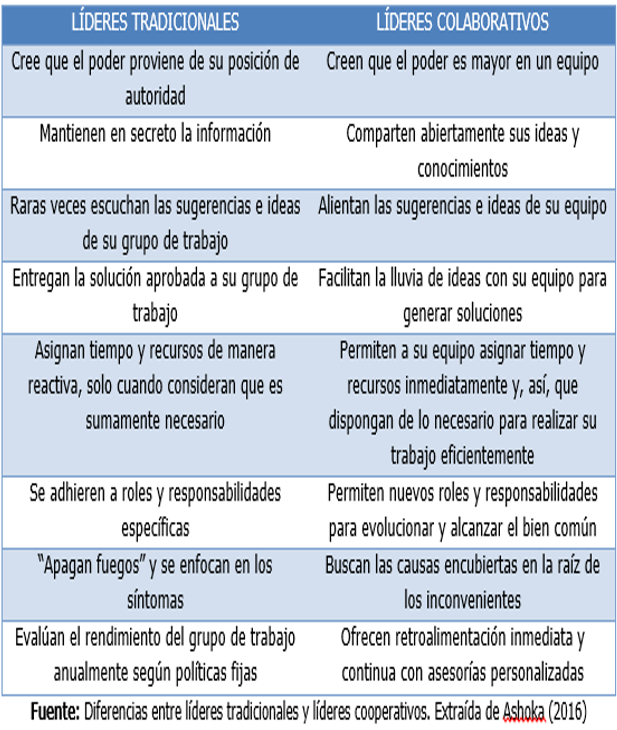 LÍDERES TRADICIONALES
LÍDERES COLABORATIVOS
Cree que el poder proviene de su posición de
autoridad
Creen que el poder es mayor en un equipo
Mantienen en secreto la información
Comparten abiertamente sus ideas y
conocimientos
Raras veces escuchan las sugerencias e ideas
de su grupo de trabajo
Alientan las sugerencias e ideas de su equipo
Entregan la solución aprobada a su grupo de
trabajo
Facilitan la lluvia de ideas con su equipo para
generar soluciones
Asignan tiempo y recursos de manera
reactiva, solo cuando consideran que es
sumamente necesario
Permiten a su equipo asignar tiempo y
recursos inmediatamente y, así, que
dispongan de lo necesario para realizar su
trabajo eficientemente
Se adhieren a roles y responsabilidades
específicas
Permiten nuevos roles y responsabilidades
para evolucionar y alcanzar el bien común
“Apagan fuegos” y se enfocan en los
síntomas
Buscan las causas encubiertas en la raíz de
los inconvenientes
Evalúan el rendimiento del grupo de trabajo
anualmente según políticas fijas
Ofrecen retroalimentación inmediata y
continua con asesorías personalizadas
Fuente: Diferencias entre líderes tradicionales y líderes cooperativos. Extraída de Ashoka (2016)